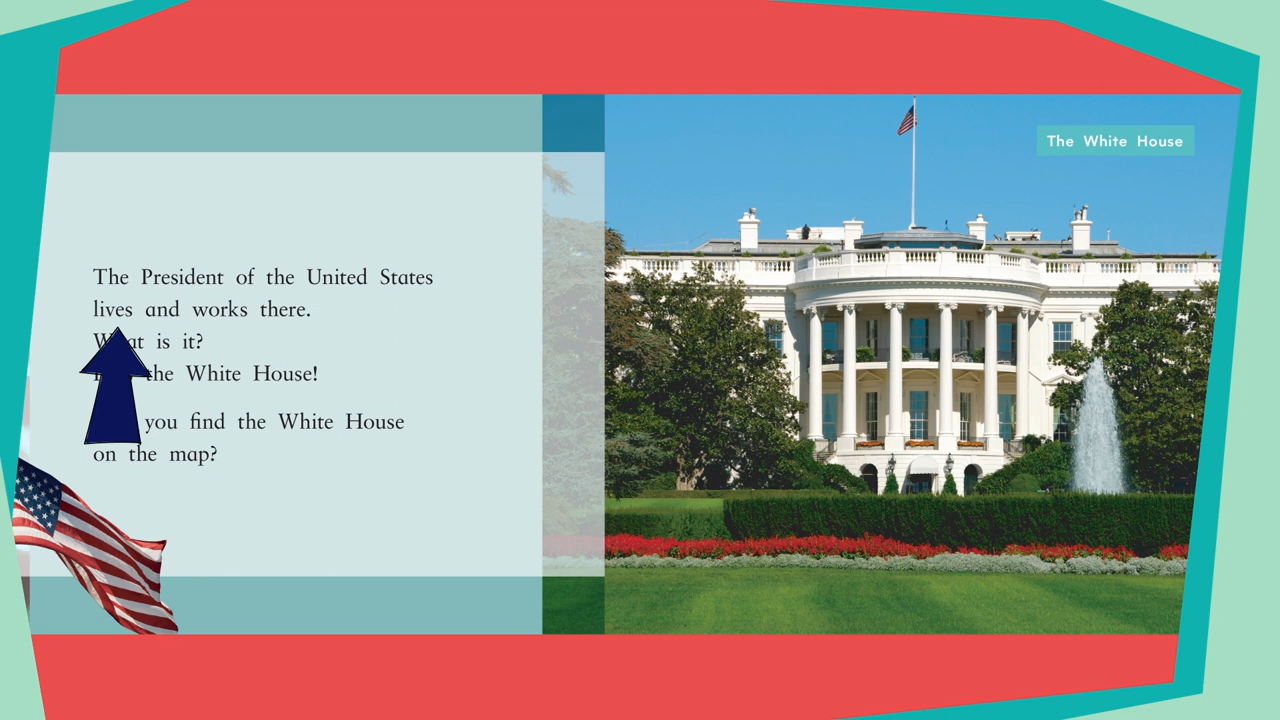 The President of the United States
lives and works there.
What is it?
the White House!
you find the White House
on the map?
The White House